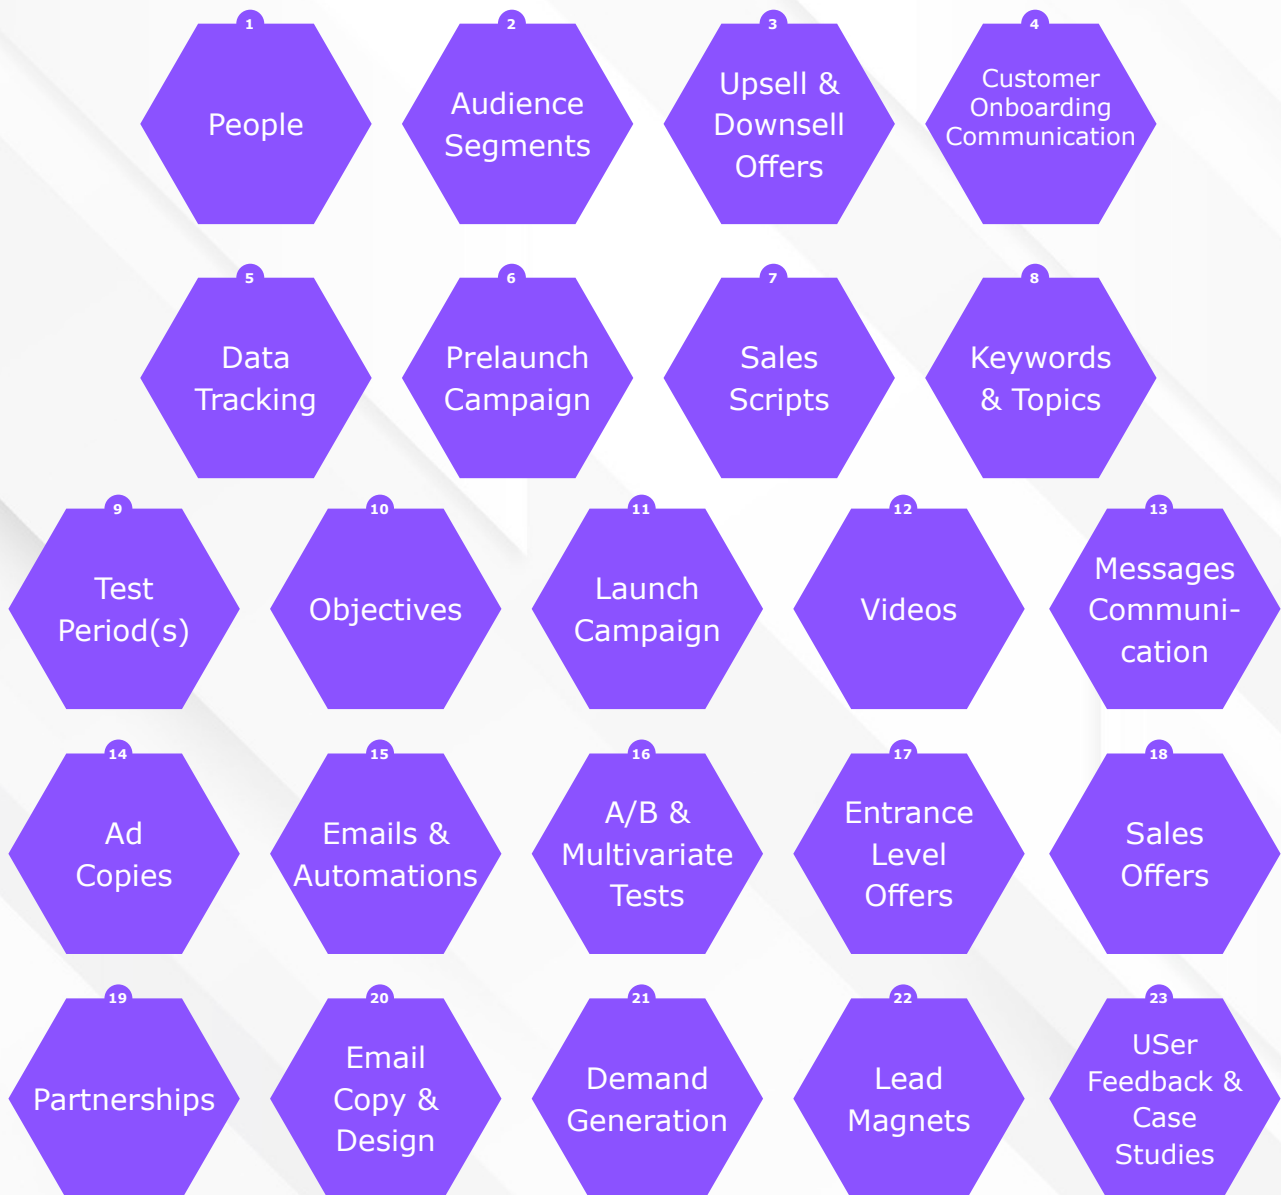 1
People
2
Audience
Segments
3
Upsell &
Downsell
Offers
4
Customer
Onboarding
Communication
5
Data
Tracking
6
Prelaunch
Campaign
7
Sales
Scripts
8
Keywords
& Topics
9
Test
Period(s)
10
Objectives
11
Launch
Campaign
12
Videos
13
Messages
Communi-
cation
14
Ad
Copies
15
Emails &
Automations
16
A/B &
Multivariate
Tests
17
Entrance
Level
Offers
18
Sales
Offers
19
Partnerships
20
Email
Copy &
Design
21
Demand
Generation
22
Lead
Magnets
23
USer
Feedback &
Case
Studies